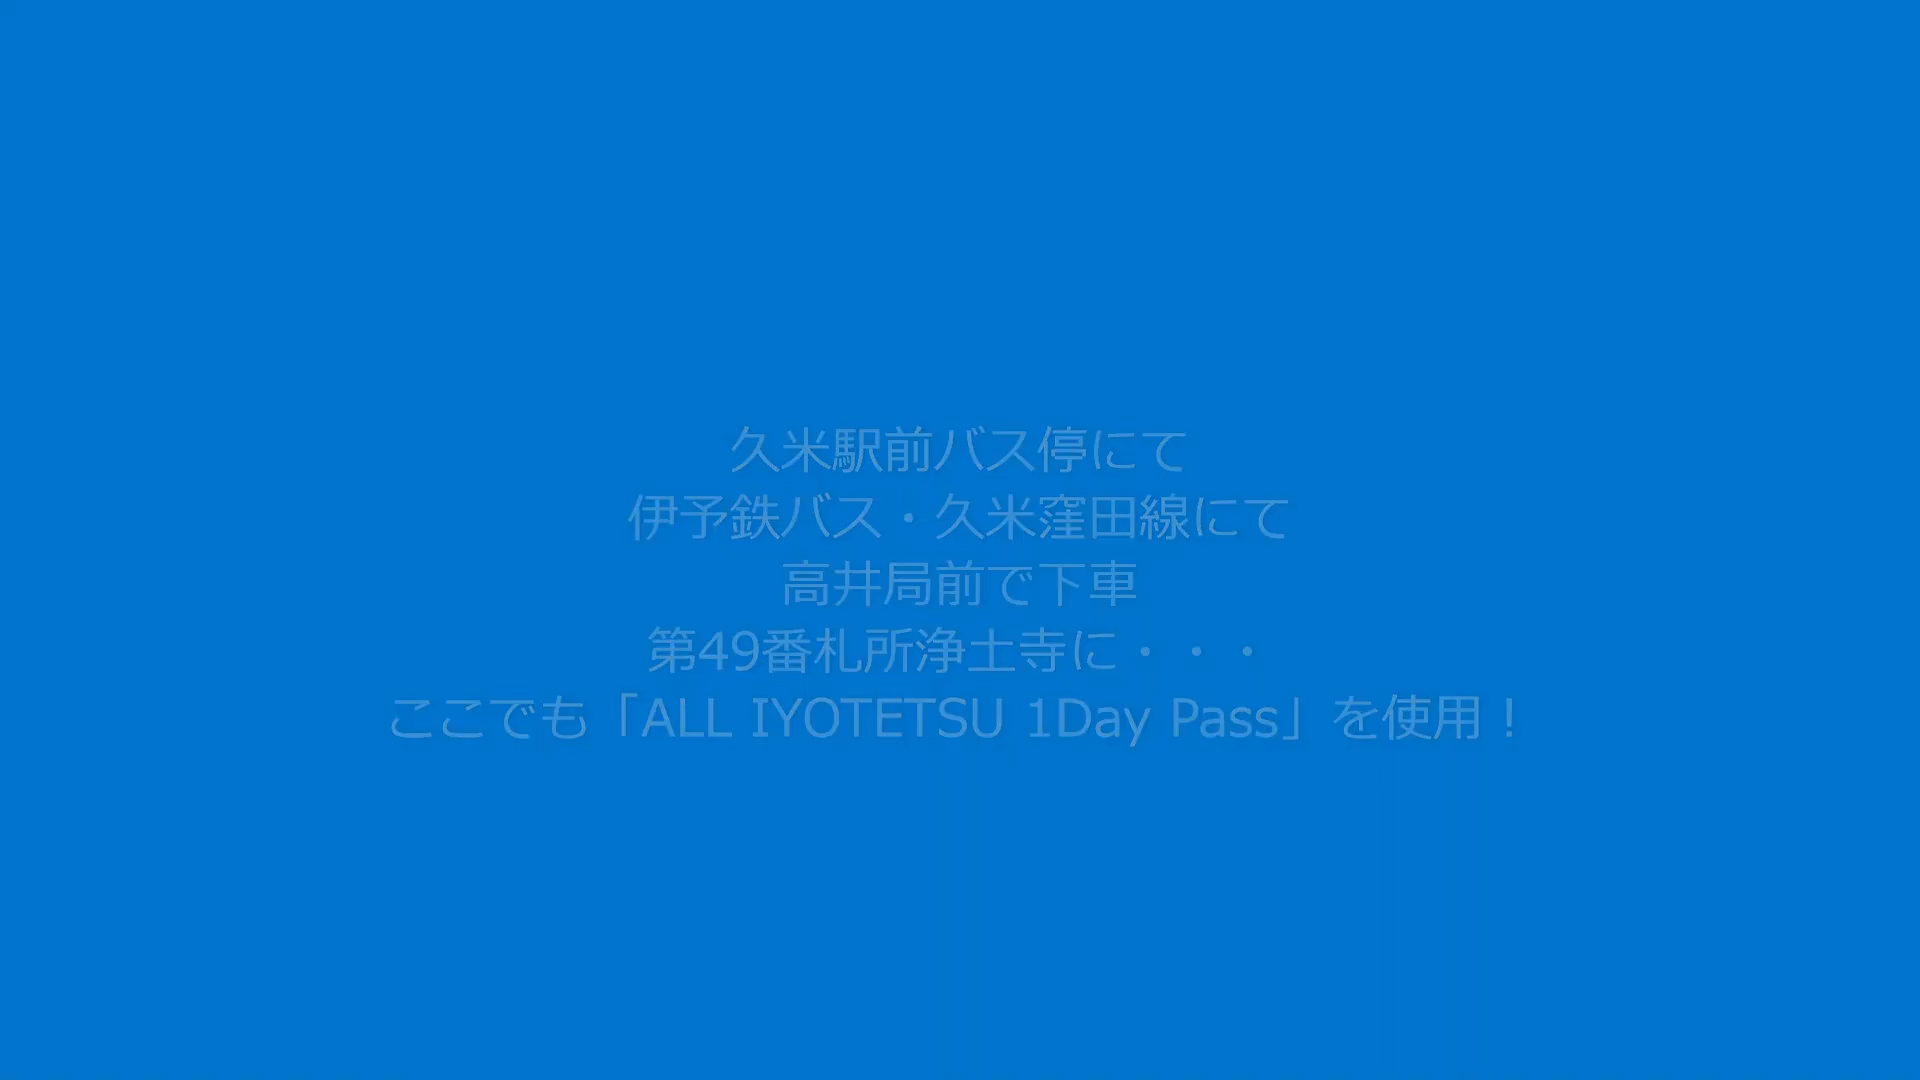 久米駅前バス停にて
伊予鉄バス・久米窪田線にて
高井局前で下車
第49番札所浄土寺に・・・
ここでも「ALL IYOTETSU 1Day Pass」を使用！